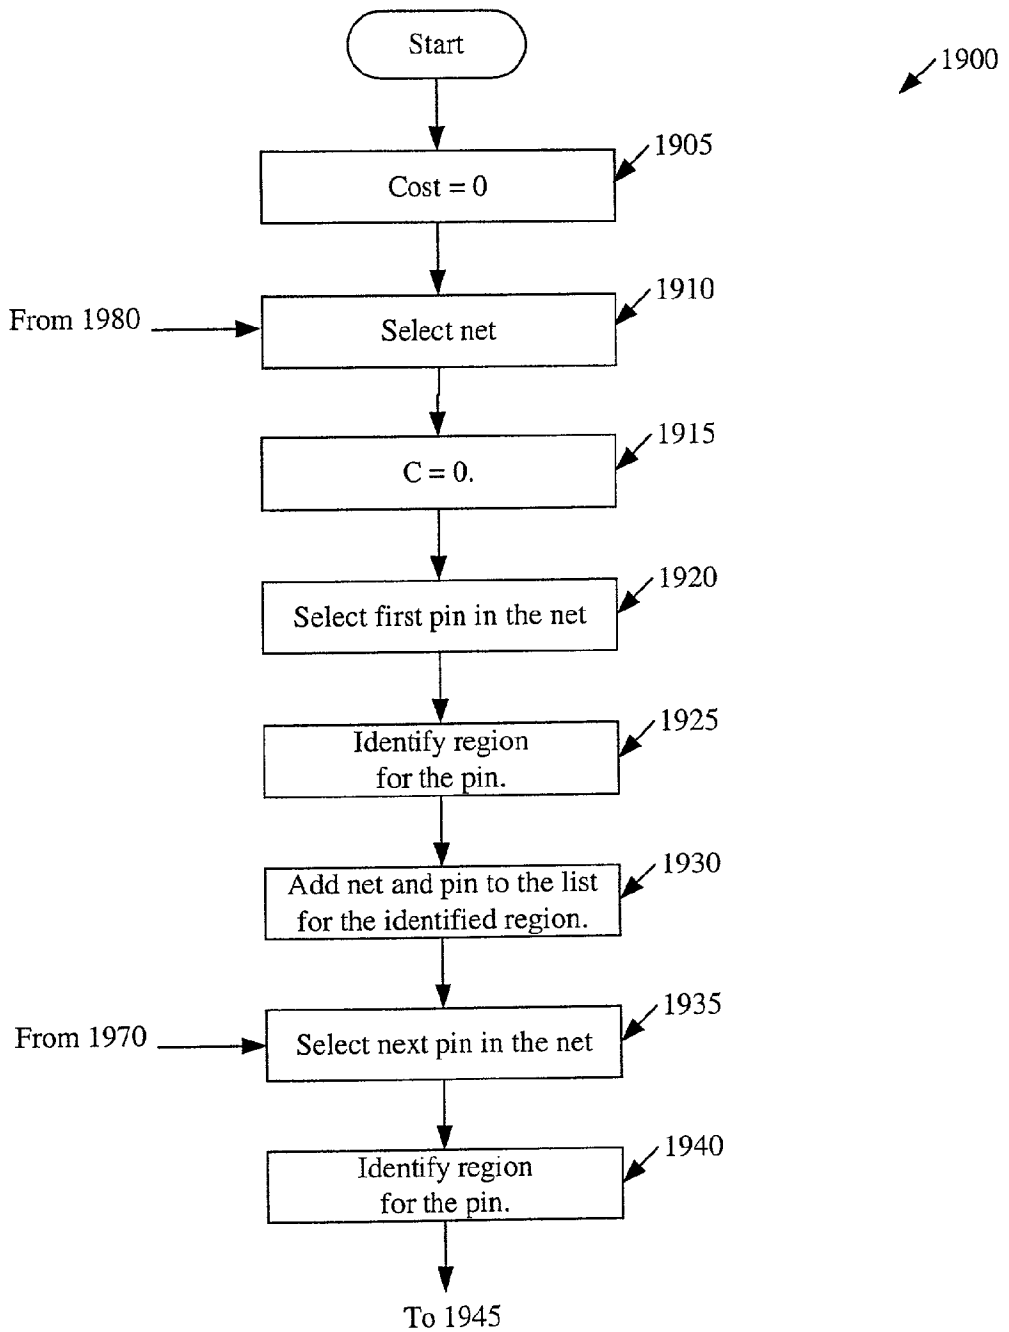 Start
1900
1905
Cost = 0
1910
From 1980
Select net
1915
C = 0.
1920
Select first pin in the net
1925
Identify region
for the pin.
1930
Add net and pin to the list
for the identified region.
1935
From 1970
Select next pin in the net
1940
Identify region
for the pin.
To 1945